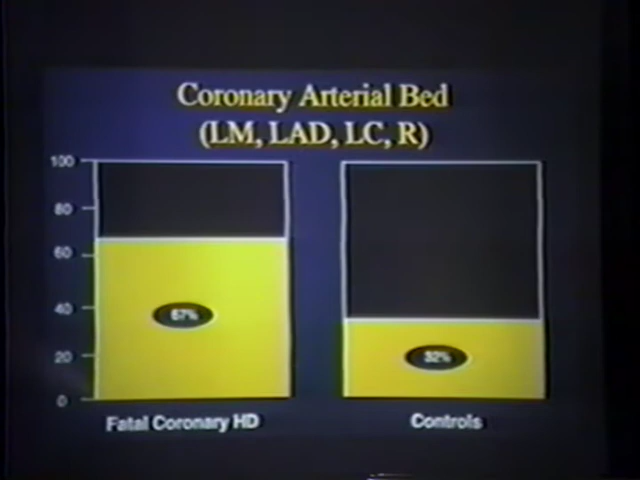 Coronary Arterial Bed
(LM, LAD, LC, R)
100
80
60
40
20
0
67%
32%
Fatal Coronary HD
Controls